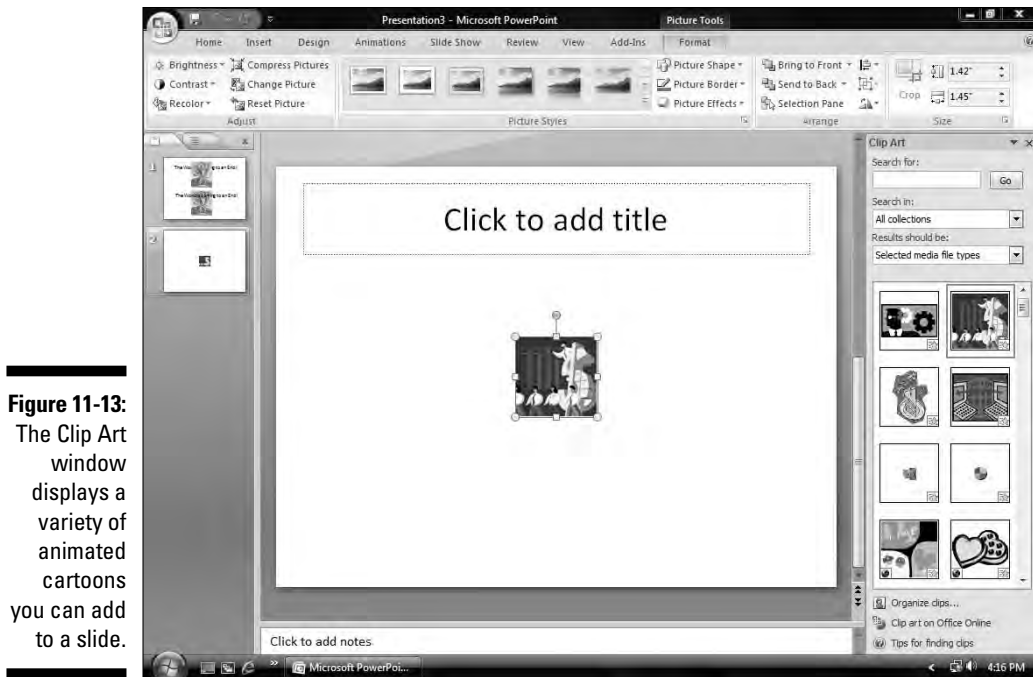 Presentation3 - Microsoft PowerPoint
Picture Tools
Home Insert Design Animations Slide Show Review View Add-Ins Format
Brightness
Contrast
Recolor
Compress Pictures
Change Picture
Reset Picture
Adjust
Picture Styles
Picture Shape
Picture Border
Picture Effects
Bring to Front
Send to Back
Selection Pane
Arrange
Crop
1.42"
1.45"
Size
1
2
Click to add title
Click to add notes
Clip Art
Search for:
Go
Search in:
All collections
Results should be:
Selected media file types
Organize clips...
Clip art on Office Online
Tips for finding clips
Microsoft PowerPoi...
4:16 PM
Figure 11-13:
The Clip Art
window
displays a
variety of
animated
cartoons
you can add
to a slide.